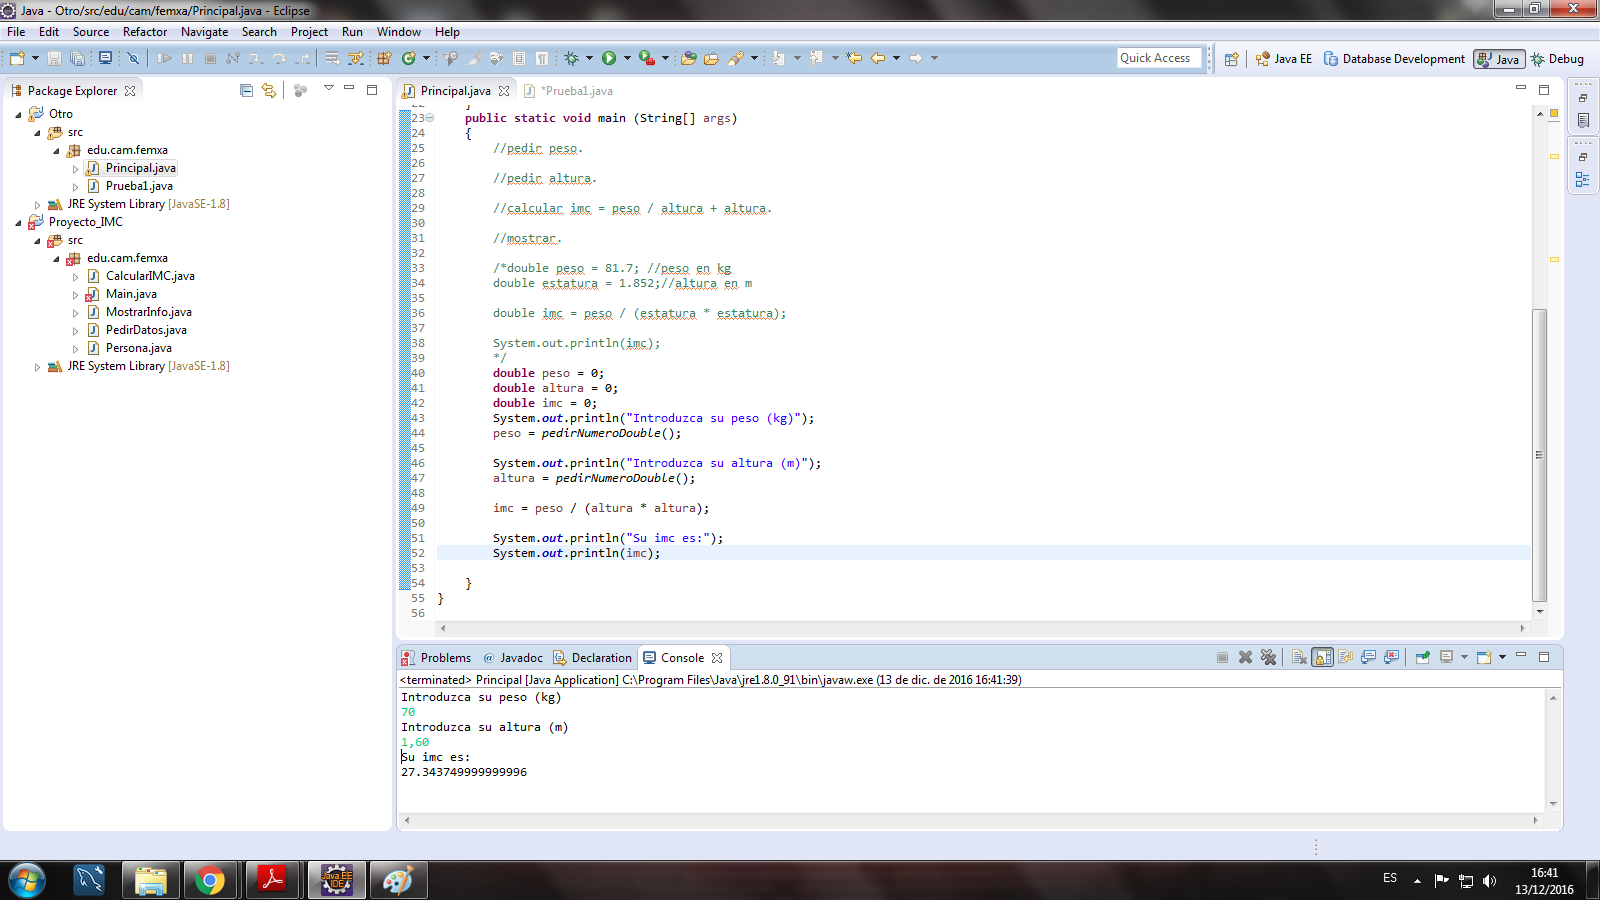 Java - Otro/src/edu/cam/femxa/Principal.java - Eclipse
File Edit Source Refactor Navigate Search Project Run Window Help
Quick Access
Java EE
Database Development
Java
Debug
Package Explorer
Otro
src
edu.cam.femxa
Principal.java
Prueba1.java
JRE System Library [JavaSE-1.8]
Proyecto_IMC
src
edu.cam.femxa
CalcularIMC.java
Main.java
MostrarInfo.java
PedirDatos.java
Persona.java
JRE System Library [JavaSE-1.8]
Principal.java *Prueba1.java
22 }
23 public static void main (String[] args)
24 {
25 //pedir peso.
26
27 //pedir altura.
28
29 //calcular imc = peso / altura + altura.
30
31 //mostrar.
32
33 /*double peso = 81.7; //peso en kg
34 double estatura = 1.852;//altura en m
35
36 double imc = peso / (estatura * estatura);
37
38 System.out.println(imc);
39 */
40 double peso = 0;
41 double altura = 0;
42 double imc = 0;
43 System.out.println("Introduzca su peso (kg)");
44 peso = pedirNumeroDouble();
45
46 System.out.println("Introduzca su altura (m)");
47 altura = pedirNumeroDouble();
48
49 imc = peso / (altura * altura);
50
51 System.out.println("Su imc es:");
52 System.out.println(imc);
53
54 }
55 }
56
Problems @ Javadoc Declaration Console
<terminated> Principal [Java Application] C:\Program Files\Java\jre1.8.0_91\bin\javaw.exe (13 de dic. de 2016 16:41:39)
Introduzca su peso (kg)
70
Introduzca su altura (m)
1,60
Su imc es:
27.343749999999996
Java EE
IDE
ES
16:41
13/12/2016